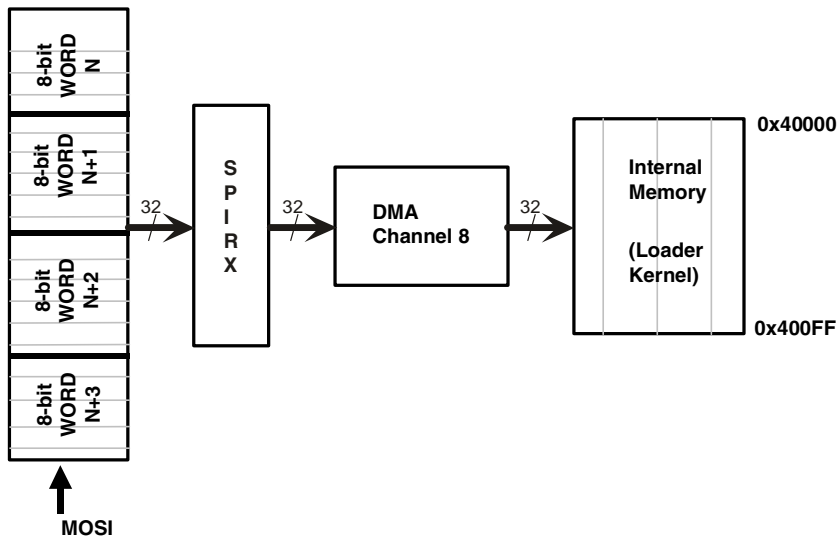 8-bit
WORD
N
8-bit
WORD
N+1
8-bit
WORD
N+2
8-bit
WORD
N+3
MOSI
32
S
P
I
R
X
32
DMA
Channel 8
32
Internal
Memory
(Loader
Kernel)
0x40000
0x400FF